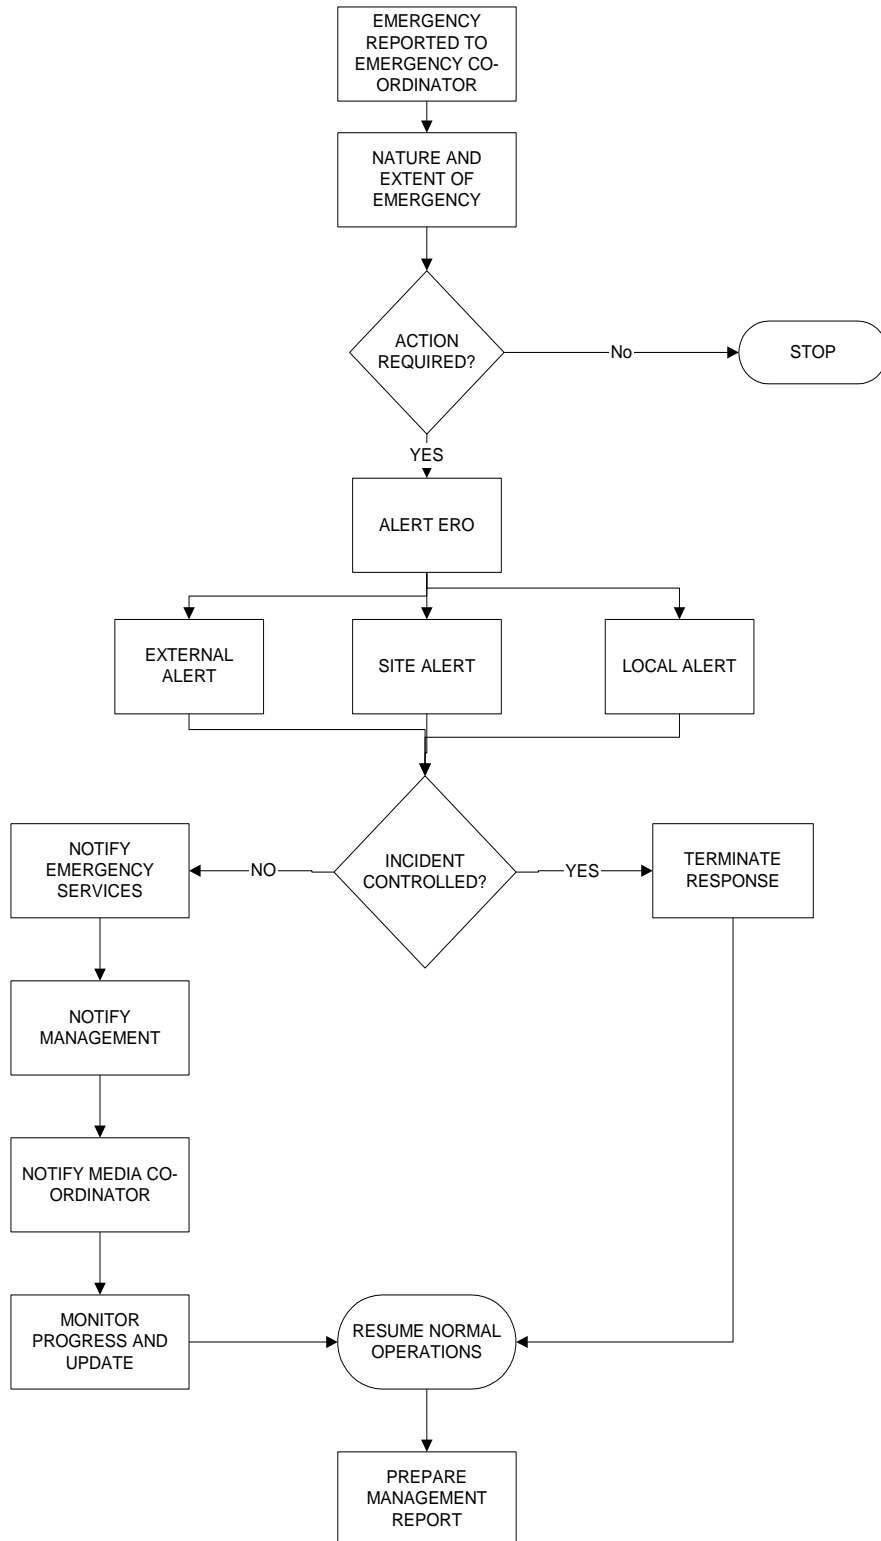 EMERGENCY
REPORTED TO
EMERGENCY CO-
ORDINATOR
NATURE AND
EXTENT OF
EMERGENCY
ACTION
REQUIRED?
No
STOP
YES
ALERT ERO
EXTERNAL
ALERT
SITE ALERT
LOCAL ALERT
INCIDENT
CONTROLLED?
NO
YES
NOTIFY
EMERGENCY
SERVICES
TERMINATE
RESPONSE
NOTIFY
MANAGEMENT
NOTIFY MEDIA CO-
ORDINATOR
MONITOR
PROGRESS AND
UPDATE
RESUME NORMAL
OPERATIONS
PREPARE
MANAGEMENT
REPORT